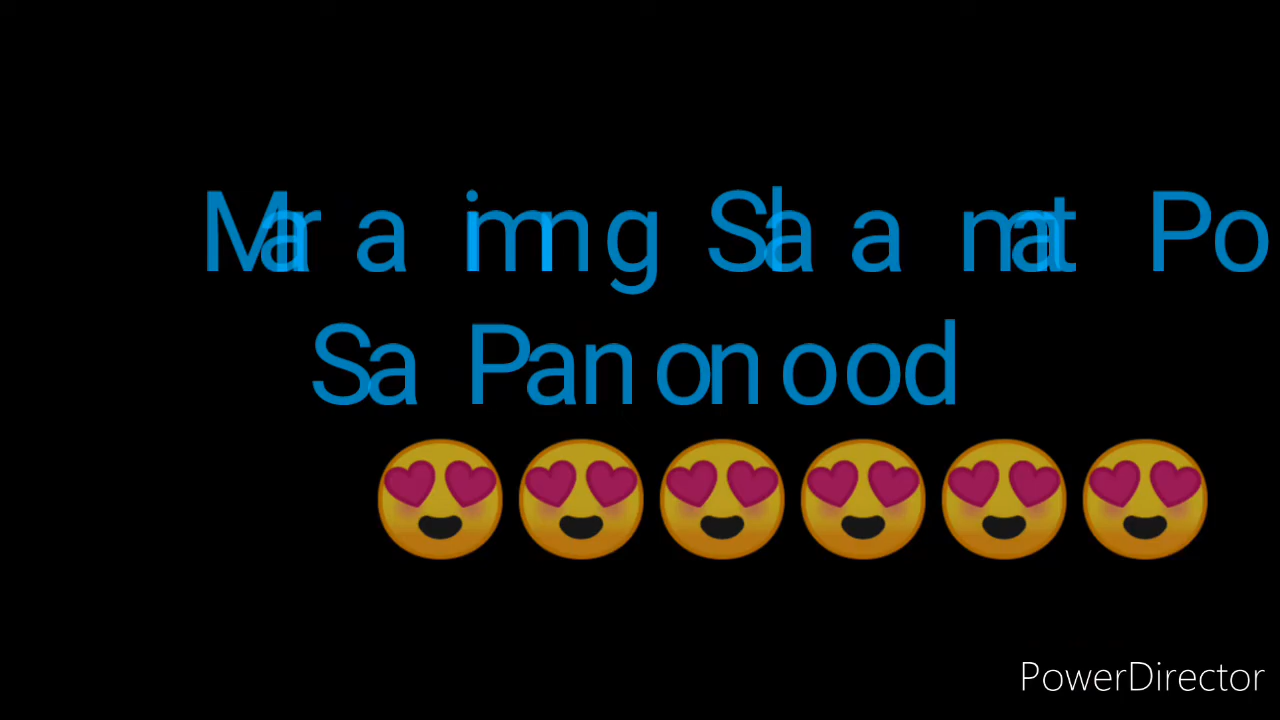 Maraming Salamat Po
Sa Panonood
😍😍😍😍😍😍
PowerDirector